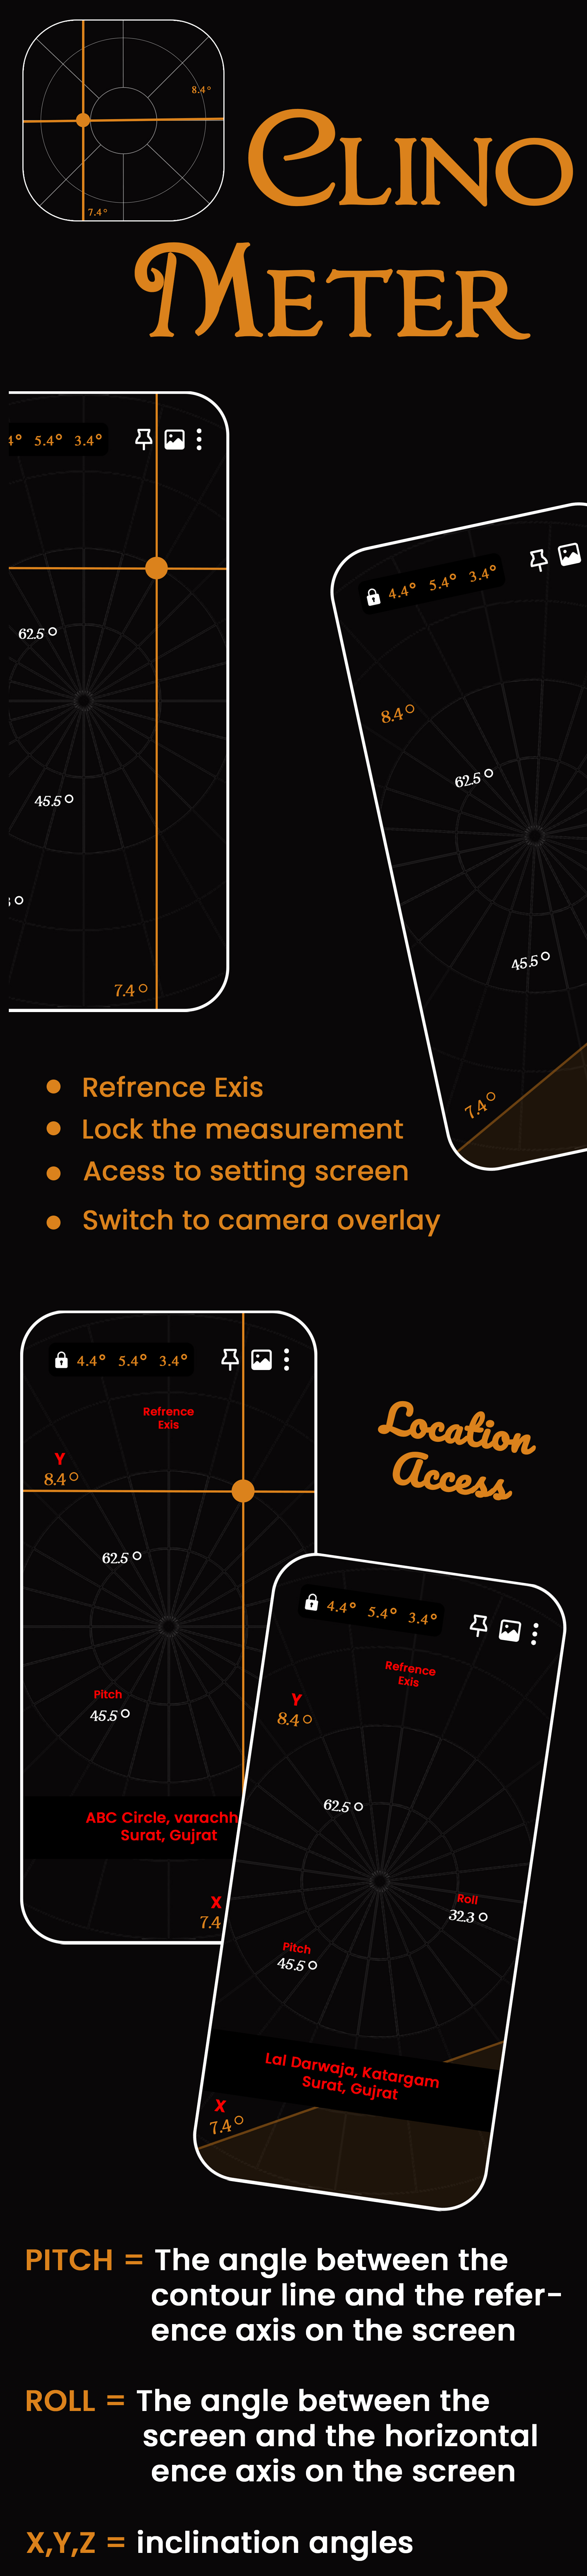 8.4°
7.4°
CLINO
METER
4° 5.4° 3.4°
62.5°
45.5°
7.4°
4.4° 5.4° 3.4°
8.4°
62.5°
45.5°
7.4°
Refrence Exis
Lock the measurement
Acess to setting screen
Switch to camera overlay
4.4° 5.4° 3.4°
Refrence
Exis
Y
8.4°
62.5°
Pitch
45.5°
ABC Circle, varachh
Surat, Gujrat
X
7.4
Location
Access
4.4° 5.4° 3.4°
Refrence
Exis
Y
8.4°
62.5°
Roll
32.3°
Pitch
45.5°
Lal Darwaja, Katargam
Surat, Gujrat
X
7.4°
PITCH = The angle between the
contour line and the refer-
ence axis on the screen
ROLL = The angle between the
screen and the horizontal
ence axis on the screen
X,Y,Z = inclination angles